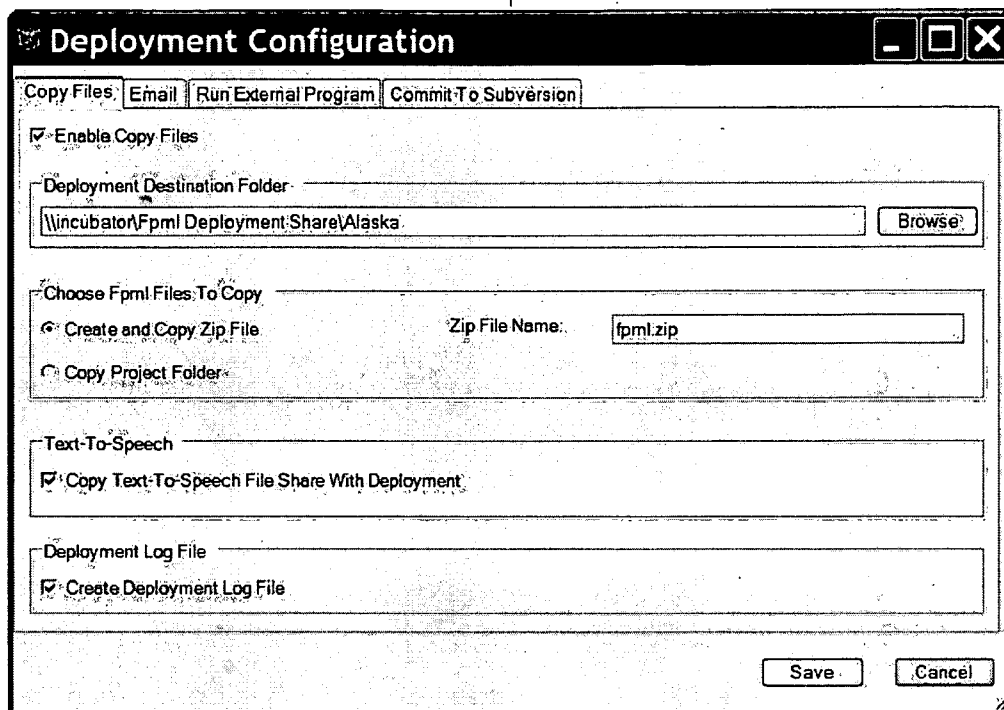 Deployment Configuration
Copy Files Email Run External Program Commit To Subversion
Enable Copy Files
Deployment Destination Folder
\\incubator\Fpml Deployment Share\Alaska
Browse
Choose Fpml Files To Copy
Create and Copy Zip File
Zip File Name:
fpml.zip
Copy Project Folder
Text-To-Speech
Copy Text-To-Speech File Share With Deployment
Deployment Log File
Create Deployment Log File
Save
Cancel